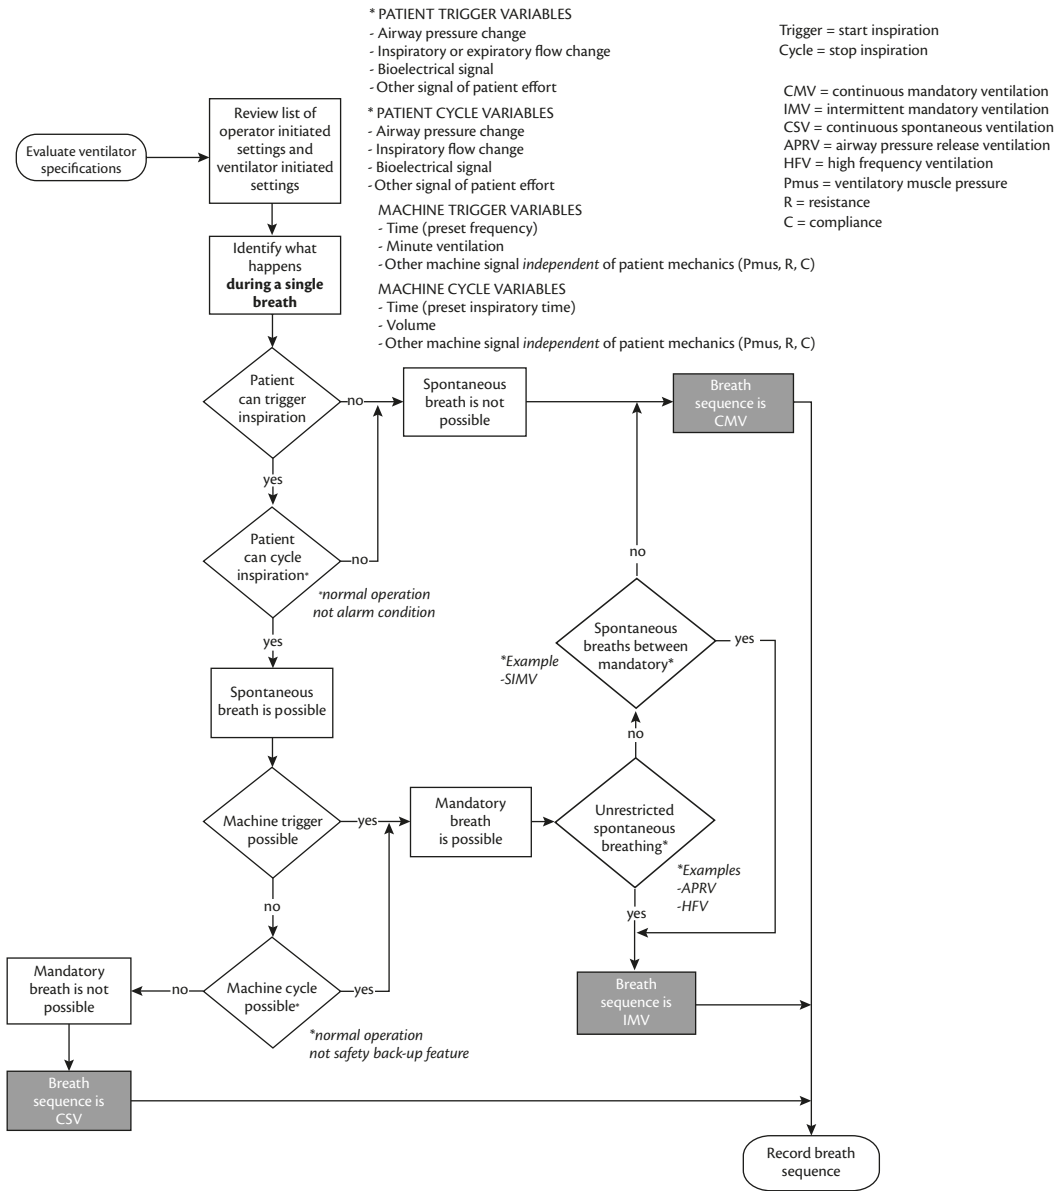 * PATIENT TRIGGER VARIABLES
- Airway pressure change
- Inspiratory or expiratory flow change
- Bioelectrical signal
- Other signal of patient effort
* PATIENT CYCLE VARIABLES
- Airway pressure change
- Inspiratory flow change
- Bioelectrical signal
- Other signal of patient effort
MACHINE TRIGGER VARIABLES
- Time (preset frequency)
- Minute ventilation
- Other machine signal independent of patient mechanics (Pmus, R, C)
MACHINE CYCLE VARIABLES
- Time (preset inspiratory time)
- Volume
- Other machine signal independent of patient mechanics (Pmus, R, C)
Trigger = start inspiration
Cycle = stop inspiration
CMV = continuous mandatory ventilation
IMV = intermittent mandatory ventilation
CSV = continuous spontaneous ventilation
APRV = airway pressure release ventilation
HFV = high frequency ventilation
Pmus = ventilatory muscle pressure
R = resistance
C = compliance
Evaluate ventilator
specifications
Review list of
operator initiated
settings and
ventilator initiated
settings
Identify what
happens
during a single
breath
Patient
can trigger
inspiration
no
Spontaneous
breath is not
possible
Breath
sequence is
CMV
yes
Patient
can cycle
inspiration*
no
*normal operation
not alarm condition
yes
Spontaneous
breath is possible
no
Spontaneous
breaths between
mandatory*
yes
*Example
-SIMV
no
Machine trigger
possible
yes
Mandatory
breath
is possible
Unrestricted
spontaneous
breathing*
*Examples
-APRV
-HFV
yes
no
Machine cycle
possible*
yes
no
*normal operation
not safety back-up feature
Mandatory
breath is not
possible
Breath
sequence is
IMV
Breath
sequence is
CSV
Record breath
sequence